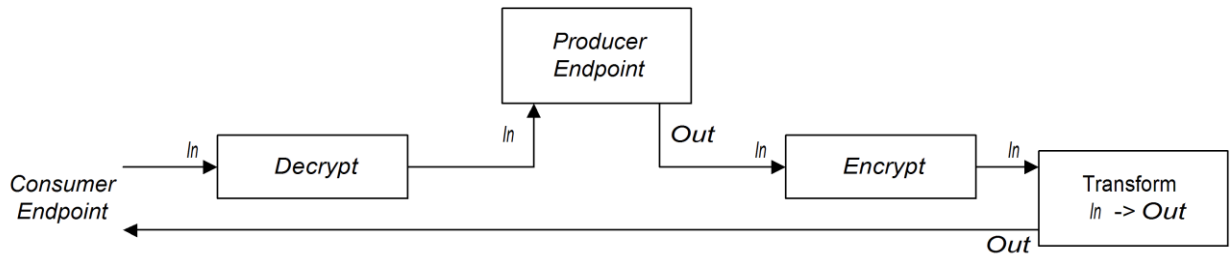 Producer
Endpoint
In
Decrypt
In
Out
In
Encrypt
In
Transform
In -> Out
Consumer
Endpoint
Out